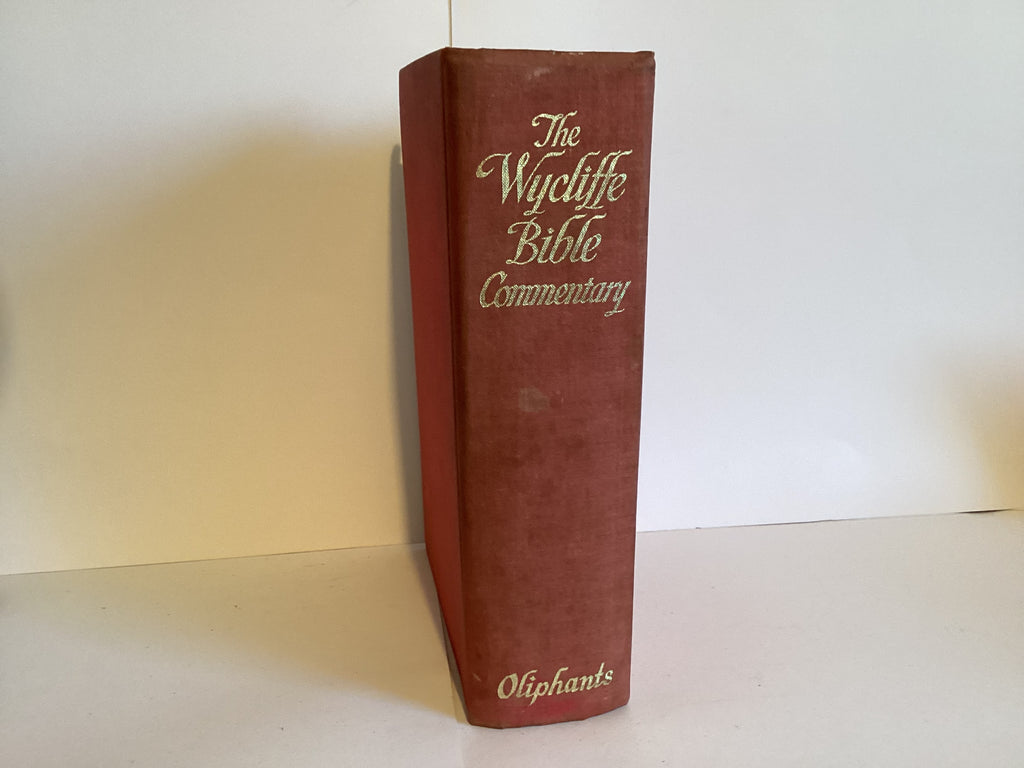 The
Wycliffe
Bible
Commentary
Oliphants